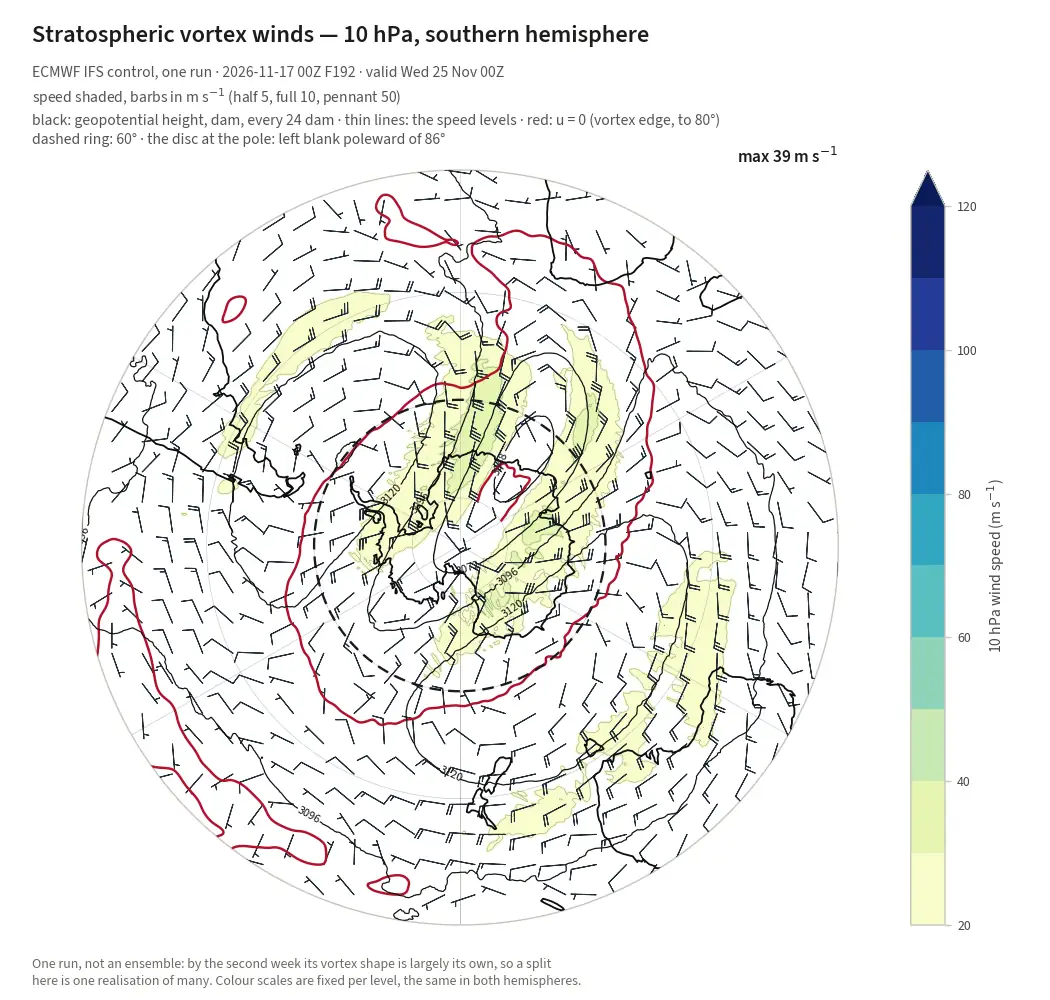 Stratospheric vortex winds — 10 hPa, southern hemisphere
ECMWF IFS control, one run · 2026-11-17 00Z F192 · valid Wed 25 Nov 00Z
speed shaded, barbs in m s⁻¹ (half 5, full 10, pennant 50)
black: geopotential height, dam, every 24 dam · thin lines: the speed levels · red: u = 0 (vortex edge, to 80°)
dashed ring: 60° · the disc at the pole: left blank poleward of 86°
max 39 m s⁻¹
120
100
80
60
40
20
10 hPa wind speed (m s⁻¹)
3120
3096
3120
3120
3096
One run, not an ensemble: by the second week its vortex shape is largely its own, so a split
here is one realisation of many. Colour scales are fixed per level, the same in both hemispheres.